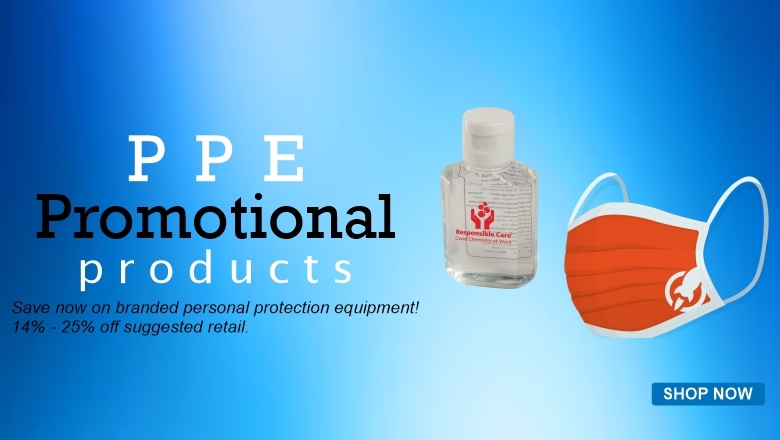 PPE
Promotional
products
Save now on branded personal protection equipment!
14% - 25% off suggested retail.
Responsible Care®
Good Chemistry at Work
SHOP NOW